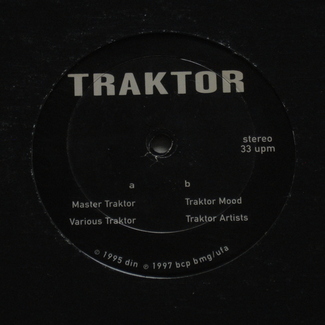 TRAKTOR
stereo
33 upm
a b
Master Traktor Traktor Mood
Various Traktor Traktor Artists
© 1995 din ℗ 1997 bcp bmg/ufa